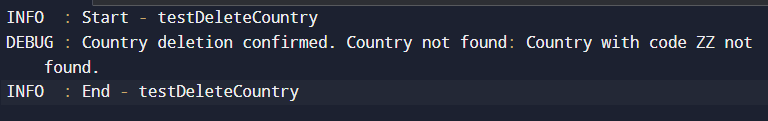 INFO  : Start - testDeleteCountry
DEBUG : Country deletion confirmed. Country not found: Country with code ZZ not
found.
INFO  : End - testDeleteCountry